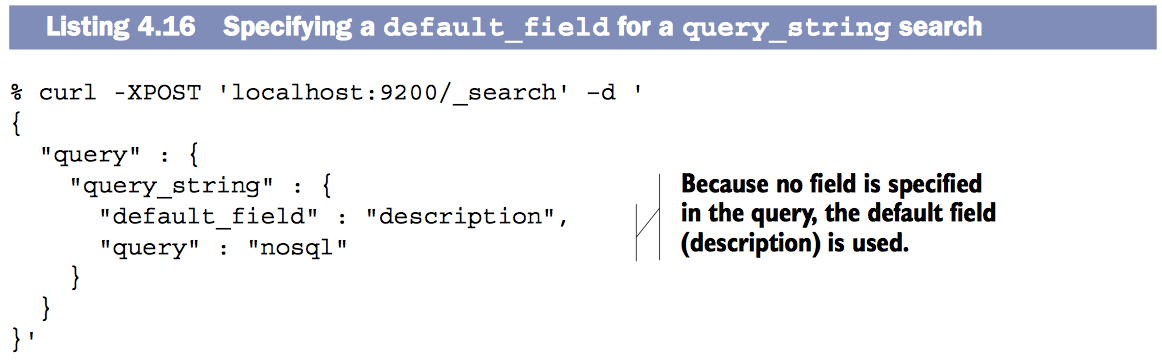 Listing 4.16 Specifying a default_field for a query_string search
% curl -XPOST 'localhost:9200/_search' –d '
{
  "query" : {
    "query_string" : {
      "default_field" : "description",
      "query" : "nosql"
    }
  }
}'
Because no field is specified
in the query, the default field
(description) is used.